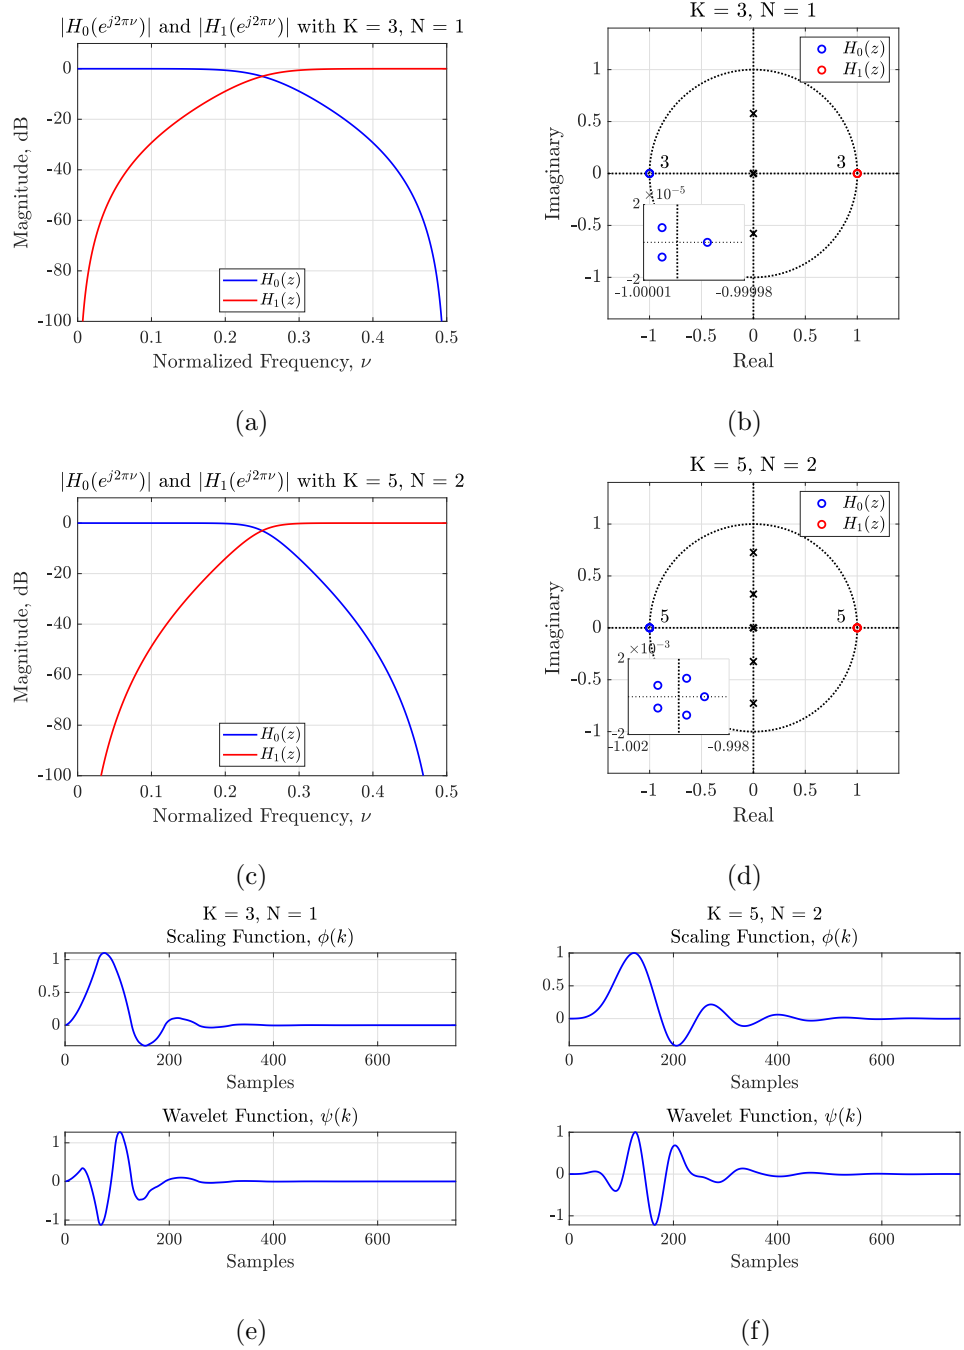 |H₀(e^{j2πν})| and |H₁(e^{j2πν})| with K = 3, N = 1
0
-20
-40
-60
-80
-100
Magnitude, dB
H₀(z)
H₁(z)
0 0.1 0.2 0.3 0.4 0.5
Normalized Frequency, ν
(a)
K = 3, N = 1
H₀(z)
H₁(z)
1
0.5
0
-0.5
-1
Imaginary
3
3
2 ×10⁻⁵
-2
-1.00001 -0.99998
-1 -0.5 0 0.5 1
Real
(b)
|H₀(e^{j2πν})| and |H₁(e^{j2πν})| with K = 5, N = 2
0
-20
-40
-60
-80
-100
Magnitude, dB
H₀(z)
H₁(z)
0 0.1 0.2 0.3 0.4 0.5
Normalized Frequency, ν
(c)
K = 5, N = 2
H₀(z)
H₁(z)
1
0.5
0
-0.5
-1
Imaginary
5
5
2 ×10⁻³
-2
-1.002 -0.998
-1 -0.5 0 0.5 1
Real
(d)
K = 3, N = 1
Scaling Function, ϕ(k)
1
0.5
0
0 200 400 600
Samples
Wavelet Function, ψ(k)
1
0
-1
0 200 400 600
Samples
(e)
K = 5, N = 2
Scaling Function, ϕ(k)
1
0.5
0
0 200 400 600
Samples
Wavelet Function, ψ(k)
1
0
-1
0 200 400 600
Samples
(f)